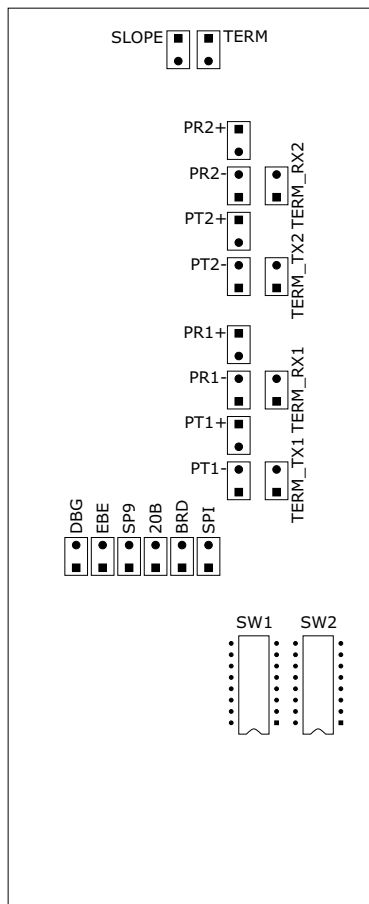 SLOPE
TERM
PR2+
PR2-
TERM_RX2
PT2+
PT2-
TERM_TX2
PR1+
PR1-
TERM_RX1
PT1+
PT1-
TERM_TX1
DBG
EBE
SP9
20B
BRD
SPI
SW1
SW2